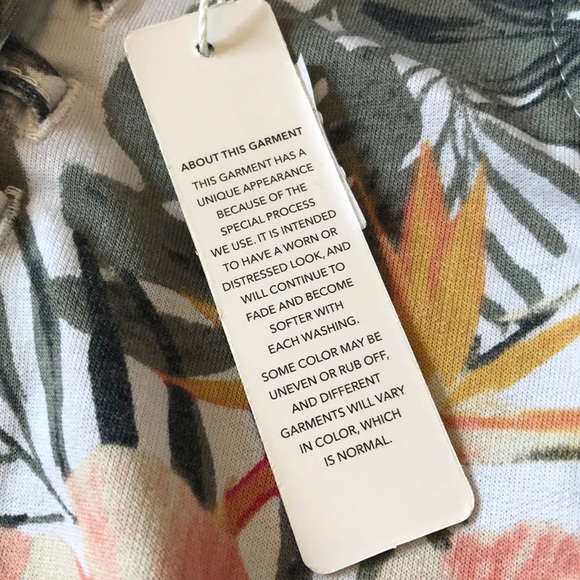 ABOUT THIS GARMENT
THIS GARMENT HAS A
UNIQUE APPEARANCE
BECAUSE OF THE
SPECIAL PROCESS
WE USE. IT IS INTENDED
TO HAVE A WORN OR
DISTRESSED LOOK, AND
WILL CONTINUE TO
FADE AND BECOME
SOFTER WITH
EACH WASHING.
SOME COLOR MAY BE
UNEVEN OR RUB OFF,
AND DIFFERENT
GARMENTS WILL VARY
IN COLOR, WHICH
IS NORMAL.